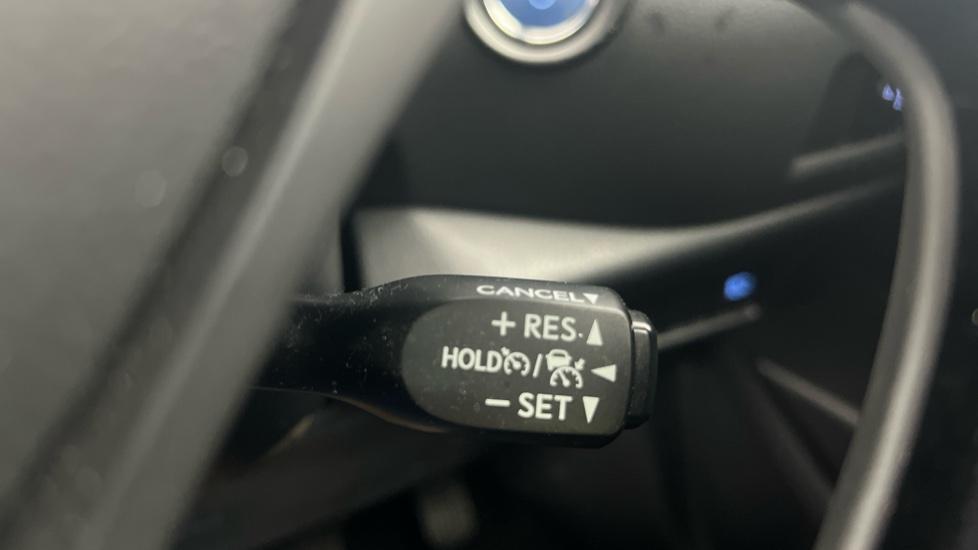 CANCEL▼
+ RES ▲
HOLD / ◀
− SET ▼